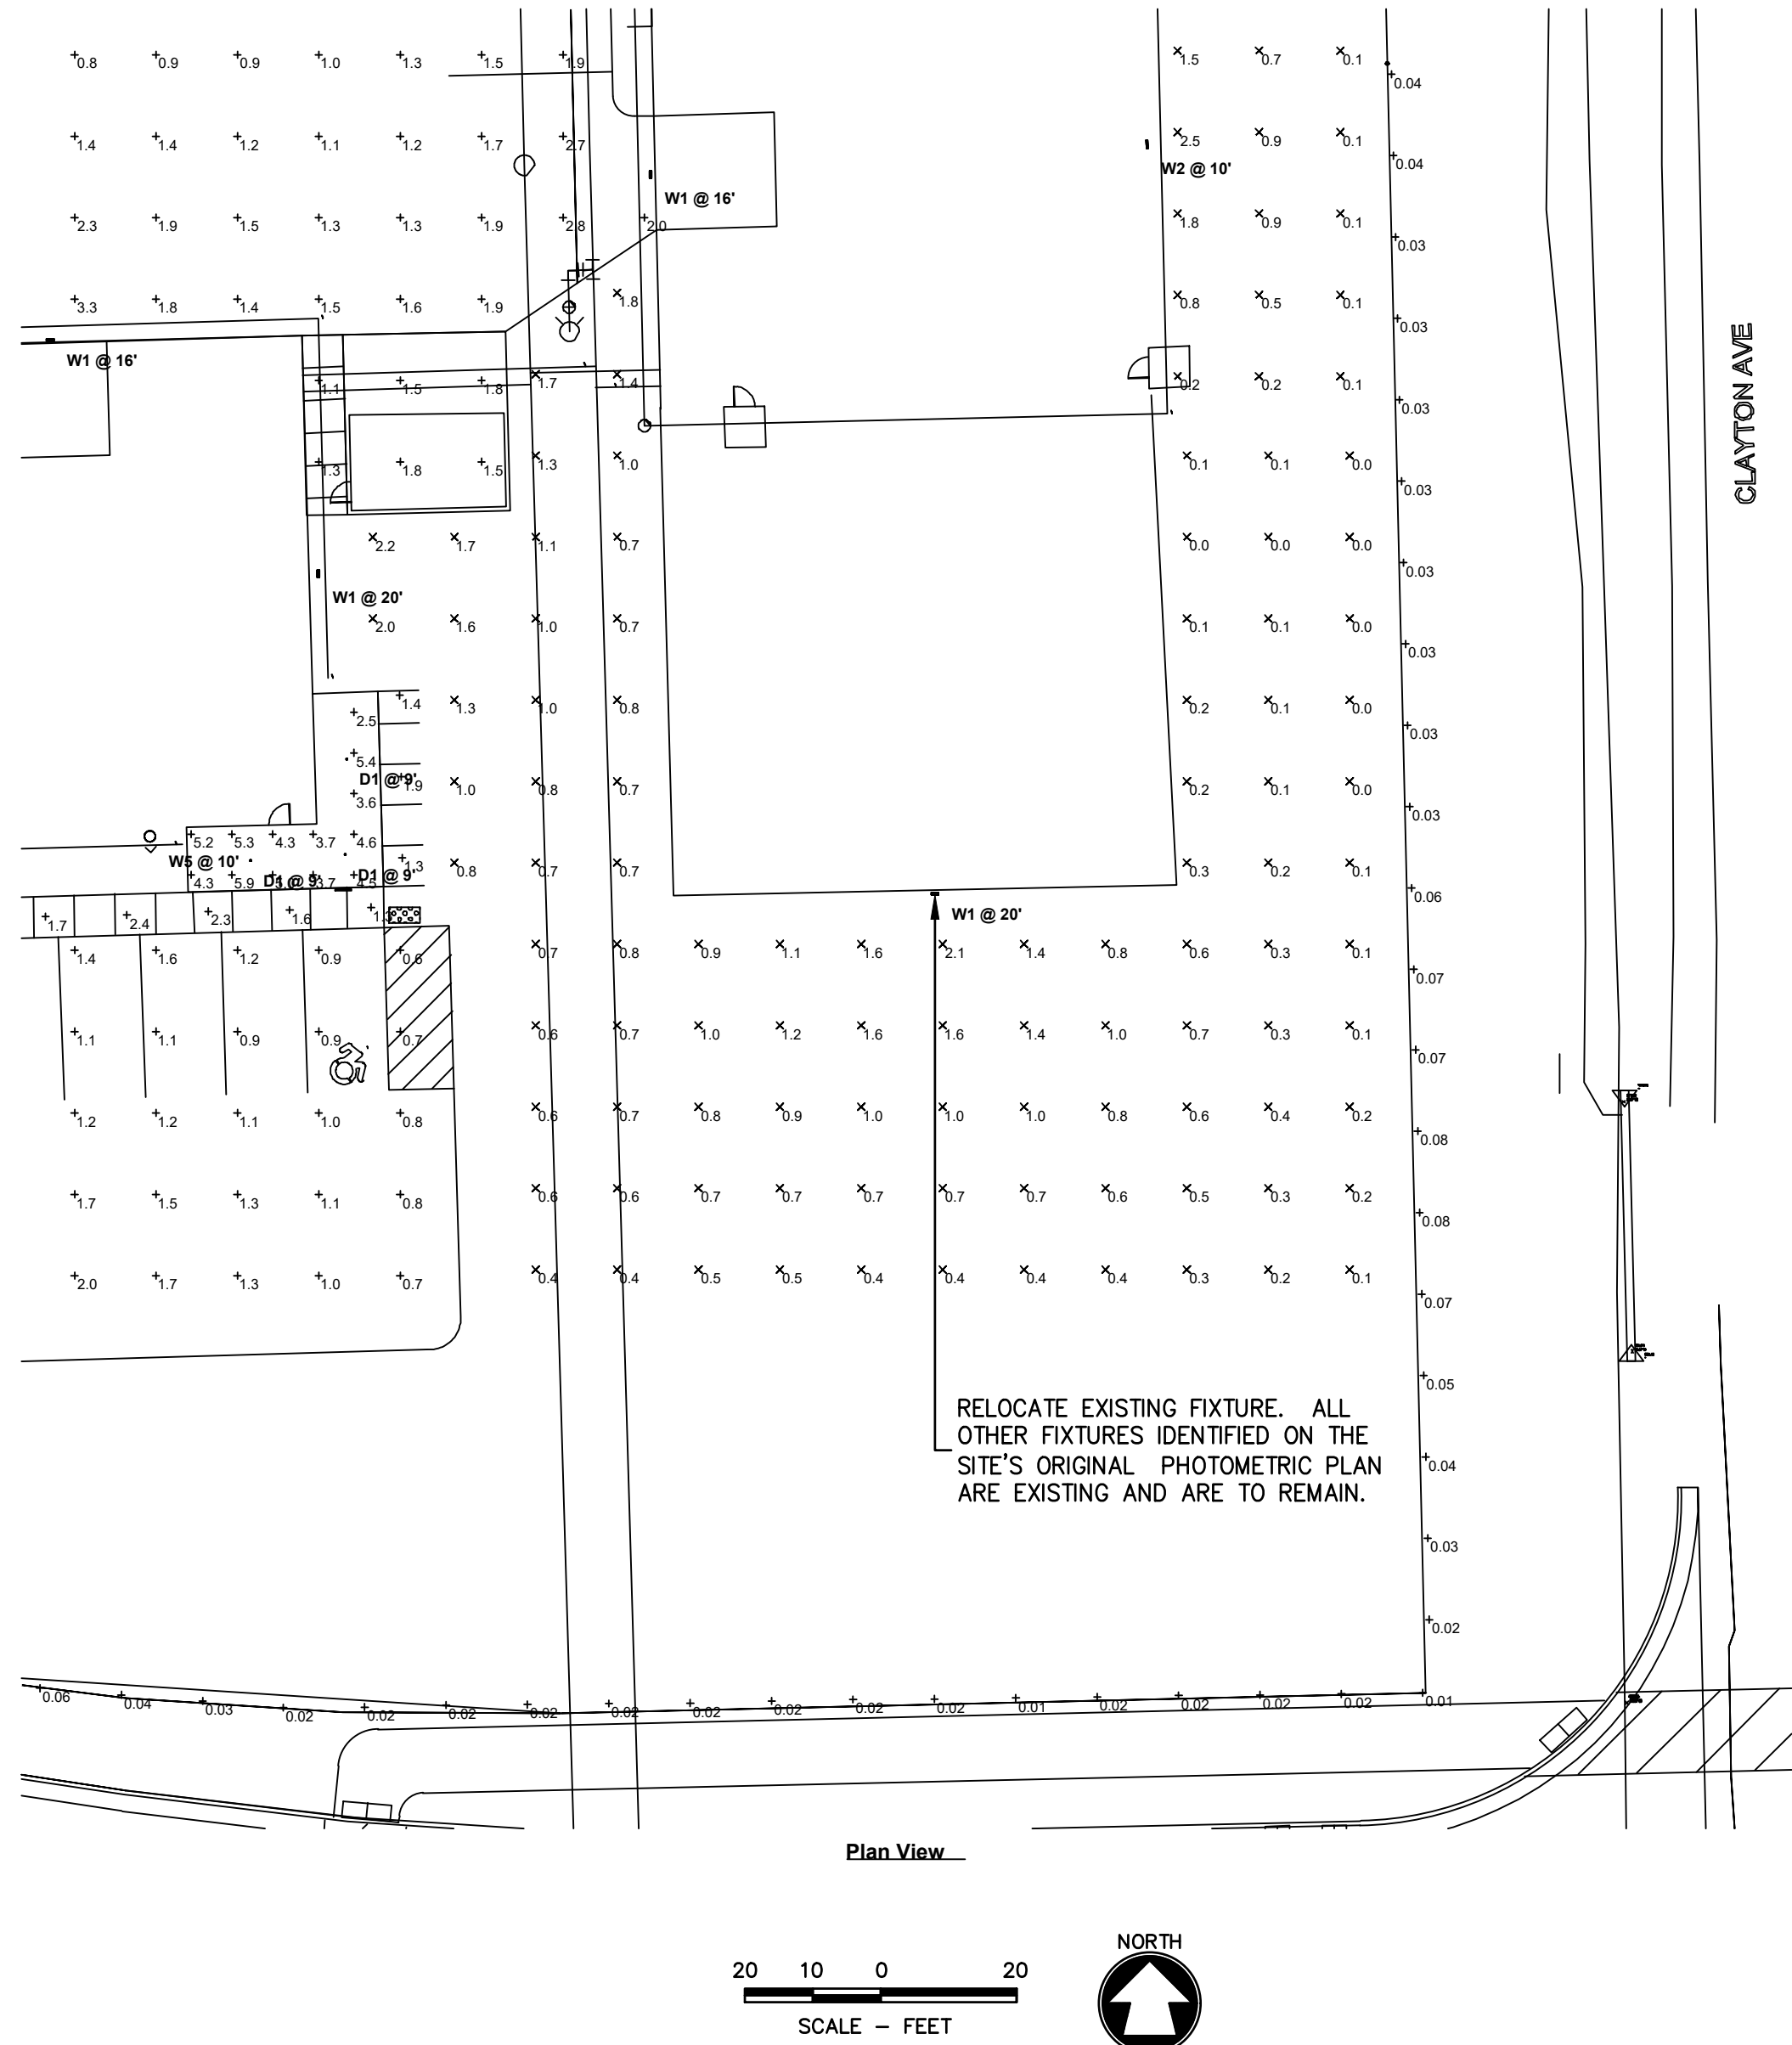 0.8 0.9 0.9 1.0 1.3 1.5 1.9 1.5 0.7 0.1
0.04
1.4 1.4 1.2 1.1 1.2 1.7 2.7 2.5 0.9 0.1
0.04
W2 @ 10'
W1 @ 16'
2.3 1.9 1.5 1.3 1.3 1.9 2.8 2.0 1.8 0.9 0.1
0.03
3.3 1.8 1.4 1.5 1.6 1.9 1.8 0.8 0.5 0.1
0.03
W1 @ 16'
CLAYTON AVE
1.1 1.5 1.8 1.7 1.4 0.2 0.2 0.1
0.03
1.3 1.8 1.5 1.3 1.0 0.1 0.1 0.0
0.03
2.2 1.7 1.1 0.7 0.0 0.0 0.0
0.03
W1 @ 20'
2.0 1.6 1.0 0.7 0.1 0.1 0.0
0.03
1.4 1.3 1.0 0.8 0.2 0.1 0.0
2.5
0.03
5.4
D1 @ 9'
1.9 1.0 0.8 0.7 0.2 0.1 0.0
3.6
0.03
5.2 5.3 4.3 3.7 4.6
W5 @ 10'
1.3 0.8 0.7 0.7 0.3 0.2 0.1
4.3 5.9 3.7 4.5
D1 @ 9'
D1 @ 9'
0.06
1.7 2.4 2.3 1.6
W1 @ 20'
1.4 1.6 1.2 0.9 0.6 0.7 0.8 0.9 1.1 1.6 2.1 1.4 0.8 0.6 0.3 0.1
0.07
1.1 1.1 0.9 0.9 0.7 0.6 0.7 1.0 1.2 1.6 1.6 1.4 1.0 0.7 0.3 0.1
0.07
1.2 1.2 1.1 1.0 0.8 0.6 0.7 0.8 0.9 1.0 1.0 1.0 0.8 0.6 0.4 0.2
0.08
1.7 1.5 1.3 1.1 0.8 0.6 0.6 0.7 0.7 0.7 0.7 0.7 0.6 0.5 0.3 0.2
0.08
2.0 1.7 1.3 1.0 0.7 0.4 0.4 0.5 0.5 0.4 0.4 0.4 0.4 0.3 0.2 0.1
0.07
0.05
RELOCATE EXISTING FIXTURE. ALL
OTHER FIXTURES IDENTIFIED ON THE
SITE'S ORIGINAL PHOTOMETRIC PLAN
ARE EXISTING AND ARE TO REMAIN.
0.04
0.03
0.02
0.06 0.04 0.03 0.02 0.02 0.02 0.02 0.02 0.02 0.02 0.02 0.02 0.01 0.02 0.02 0.02 0.02 0.01
Plan View
NORTH
20 10 0 20
SCALE – FEET